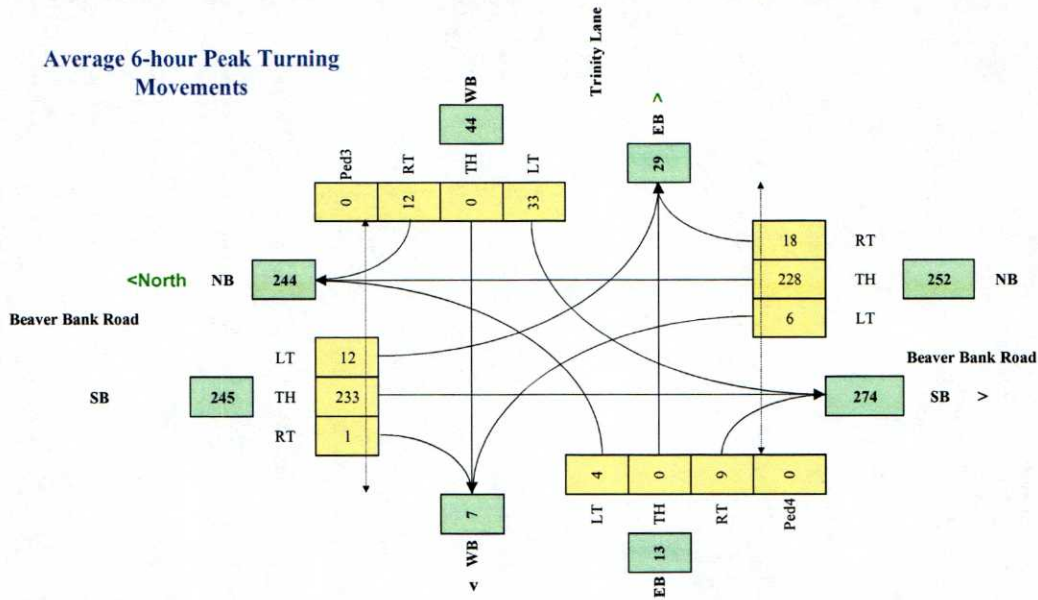 Average 6-hour Peak Turning
Movements
Trinity Lane
WB
44
EB >
29
Ped3
RT
TH
LT
0
12
0
33
18
RT
<North
NB
244
228
TH
252
NB
6
LT
Beaver Bank Road
LT
12
Beaver Bank Road
SB
245
TH
233
274
SB
>
RT
1
4
0
9
0
7
WB
v
LT
TH
RT
Ped4
13
EB